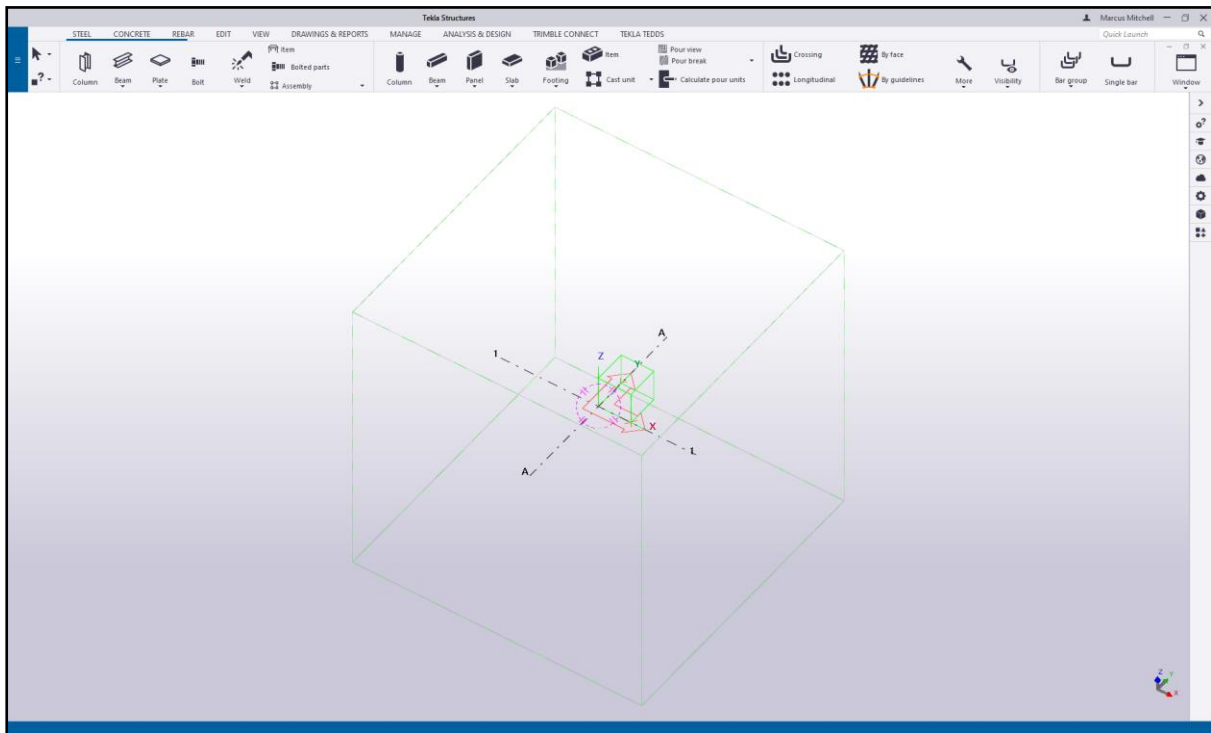 Tekla Structures
Marcus Mitchell
STEEL CONCRETE REBAR EDIT VIEW DRAWINGS & REPORTS MANAGE ANALYSIS & DESIGN TRIMBLE CONNECT TEKLA TEDDS Quick Launch
Item Item Pour view Crossing By face
Pour break
Bolted parts
Column Beam Plate Bolt Weld Assembly Column Beam Panel Slab Footing Cast unit Calculate pour units Longitudinal By guidelines More Visibility Bar group Single bar Window
A
1 Z Y
X
1
A
Z Y
X